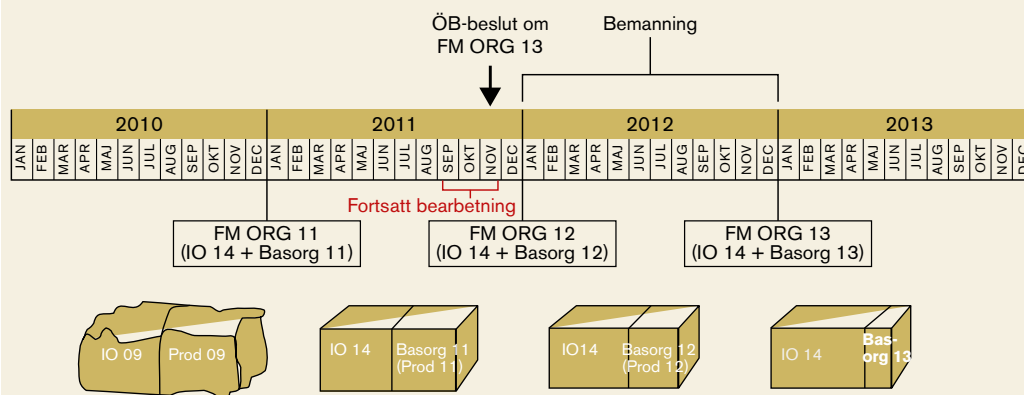 ÖB-beslut om
FM ORG 13
Bemanning
2010
2011
2012
2013
JAN FEB MAR APR MAJ JUN JUL AUG SEP OKT NOV DEC JAN FEB MAR APR MAJ JUN JUL AUG SEP OKT NOV DEC JAN FEB MAR APR MAJ JUN JUL AUG SEP OKT NOV DEC JAN FEB MAR APR MAJ JUN JUL AUG SEP OKT NOV DEC
Fortsatt bearbetning
FM ORG 11
(IO 14 + Basorg 11)
FM ORG 12
(IO 14 + Basorg 12)
FM ORG 13
(IO 14 + Basorg 13)
IO 09
Prod 09
IO 14
Basorg 11
(Prod 11)
IO14
Basorg 12
(Prod 12)
IO 14
Bas-
org 13